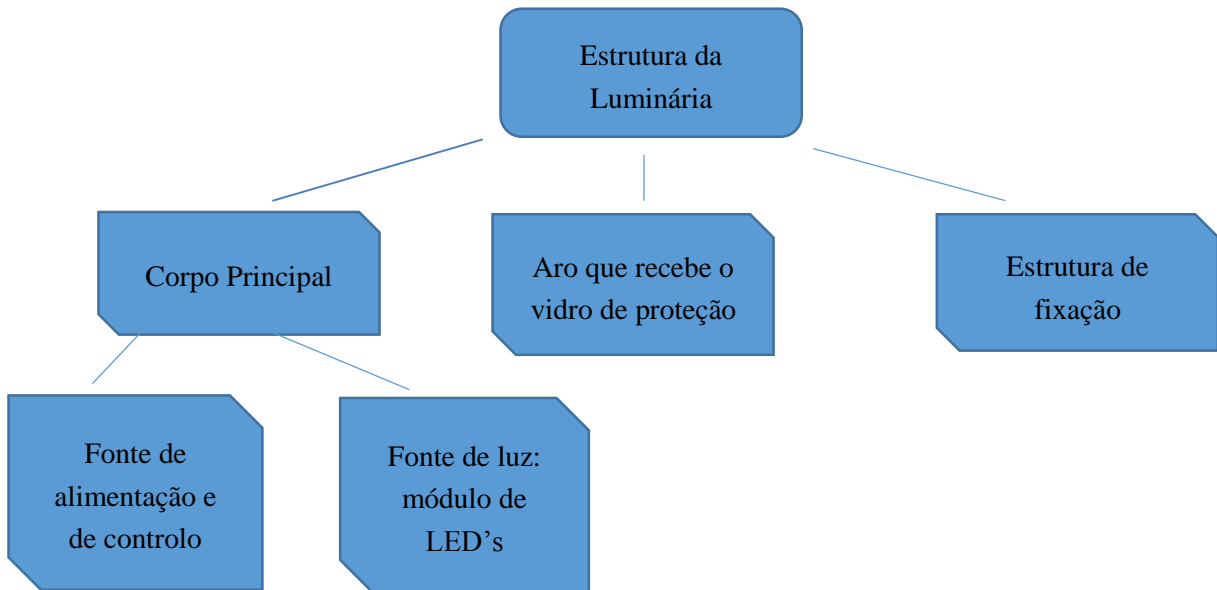 Estrutura da
Luminária
Corpo Principal
Aro que recebe o
vidro de proteção
Estrutura de
fixação
Fonte de
alimentação e
de controlo
Fonte de luz:
módulo de
LED’s